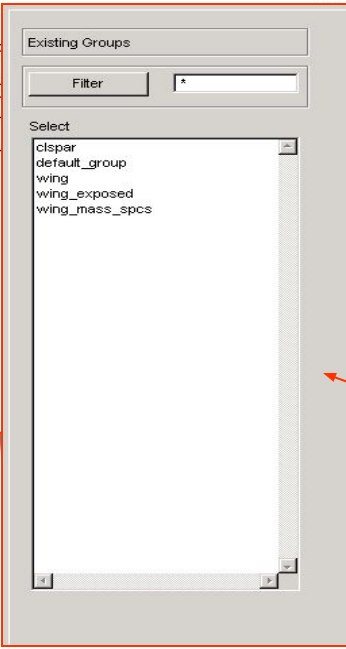 Existing Groups
Filter *
Select
clspar
default_group
wing
wing_exposed
wing_mass_spcs